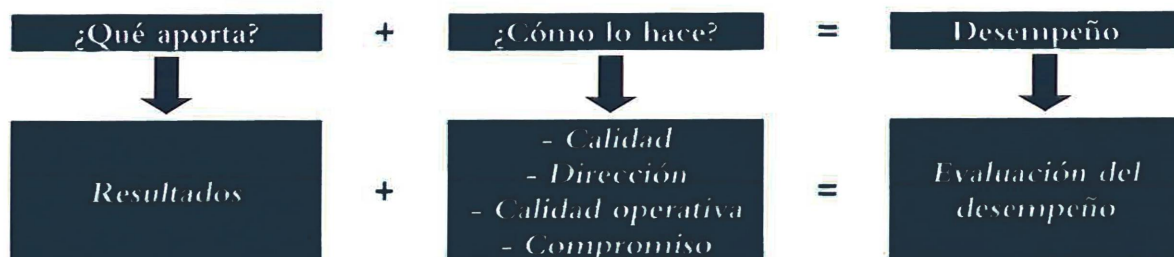 ¿Qué aporta? + ¿Cómo lo hace? = Desempeño
Resultados + - Calidad
- Dirección
- Calidad operativa
- Compromiso
= Evaluación del
desempeño